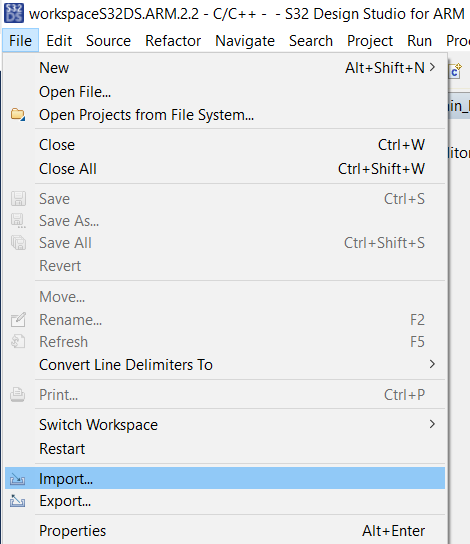 S32 DS workspaceS32DS.ARM.2.2 - C/C++ - - S32 Design Studio for ARM
File Edit Source Refactor Navigate Search Project Run
New Alt+Shift+N
Open File...
Open Projects from File System...
Close Ctrl+W
Close All Ctrl+Shift+W
Save Ctrl+S
Save As...
Save All Ctrl+Shift+S
Revert
Move...
Rename... F2
Refresh F5
Convert Line Delimiters To
Print... Ctrl+P
Switch Workspace
Restart
Import...
Export...
Properties Alt+Enter